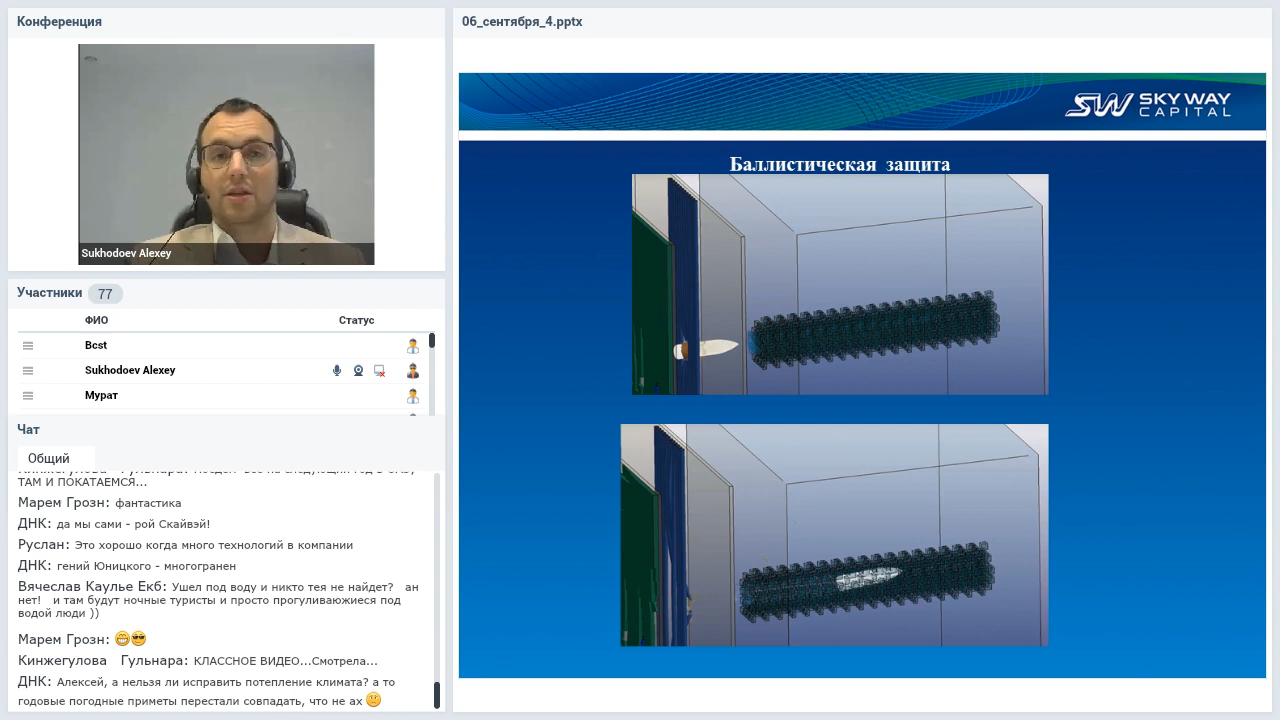 Конференция
Sukhodoev Alexey
Участники 77
ФИО Статус
Bcst
Sukhodoev Alexey
Мурат
Чат
Общий
ТАМ И ПОКАТАЕМСЯ...
Марем Грозн: фантастика
ДНК: да мы сами - рой Скайвэй!
Руслан: Это хорошо когда много технологий в компании
ДНК: гений Юницкого - многогранен
Вячеслав Каулье Екб: Ушел под воду и никто тея не найдет? ан
нет! и там будут ночные туристы и просто прогуливаюжиеся под
водой люди ))
Марем Грозн:
Кинжегулова Гульнара: КЛАССНОЕ ВИДЕО...Смотрела...
ДНК: Алексей, а нельзя ли исправить потепление климата? а то
годовые погодные приметы перестали совпадать, что не ах
06_сентября_4.pptx
SW SKY WAY
CAPITAL
Баллистическая защита